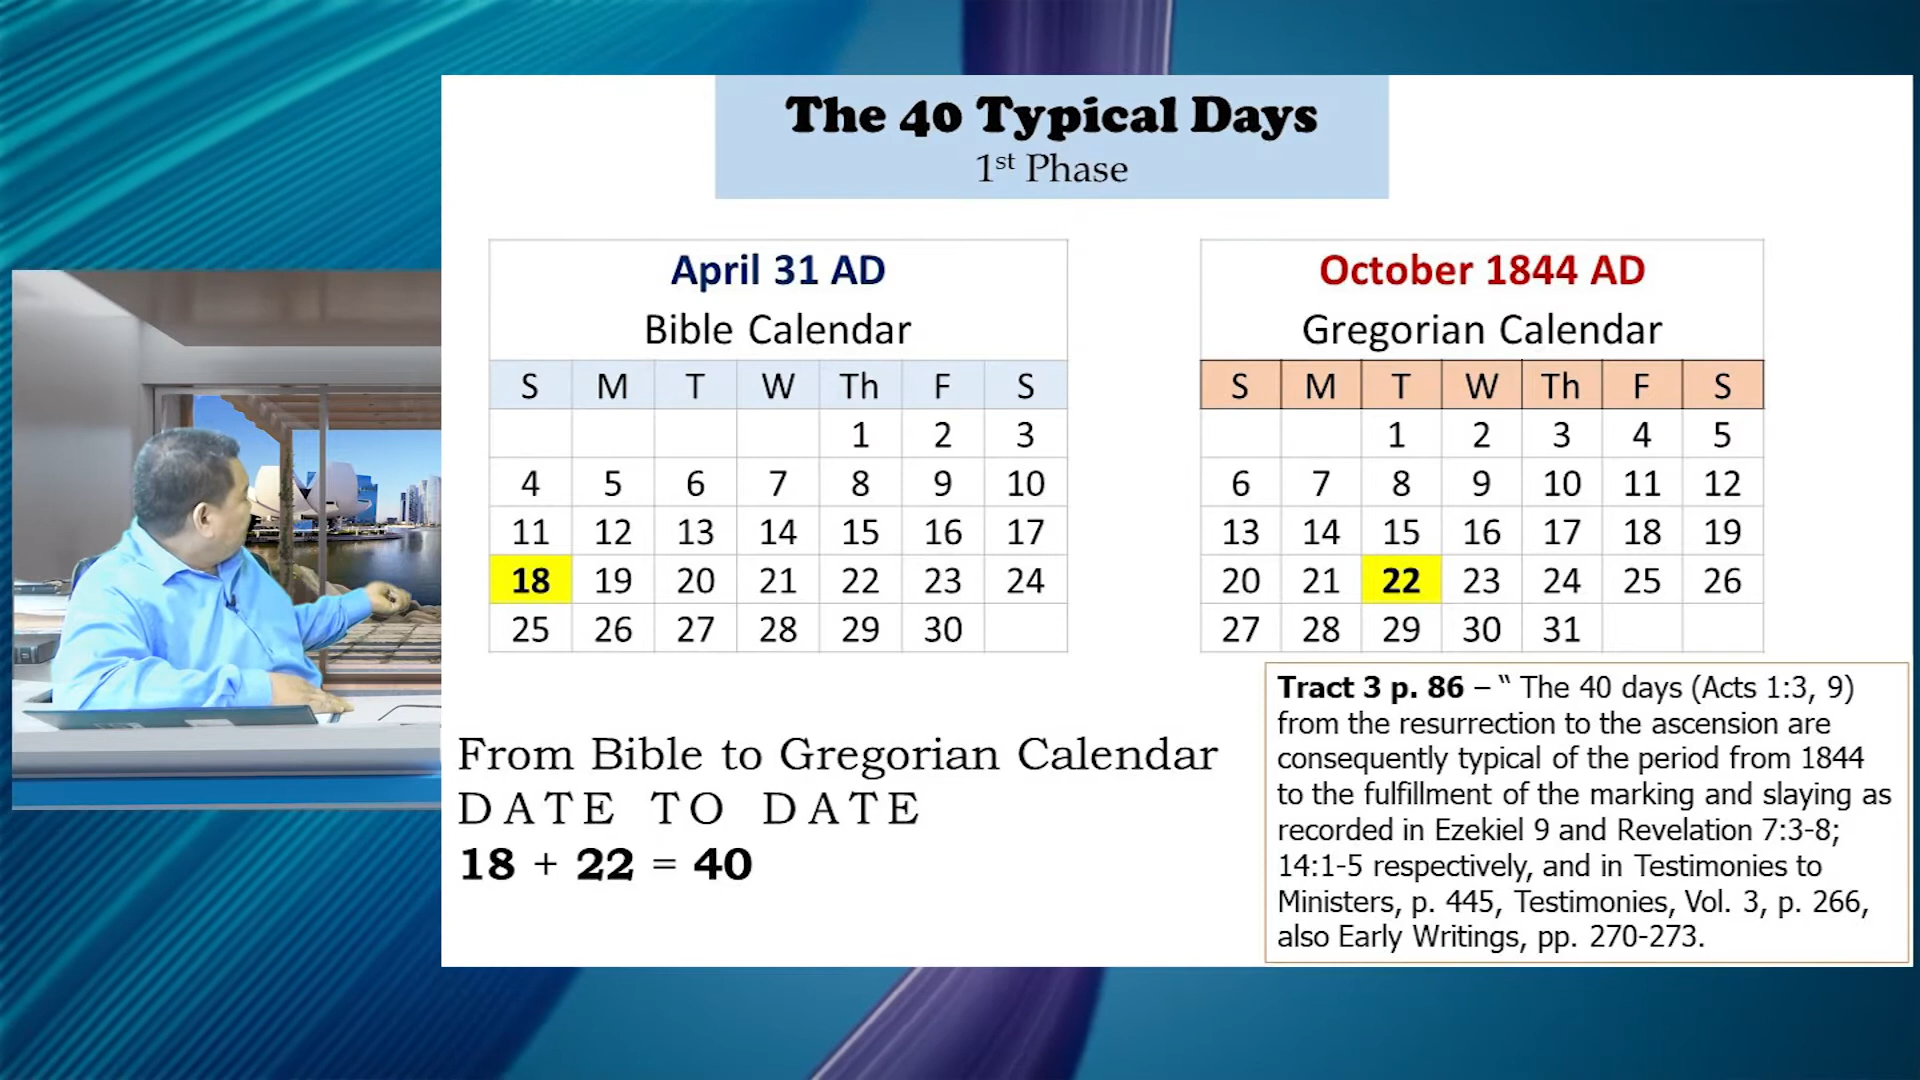 The 40 Typical Days
1st Phase
April 31 AD
Bible Calendar
S M T W Th F S
1 2 3
4 5 6 7 8 9 10
11 12 13 14 15 16 17
18 19 20 21 22 23 24
25 26 27 28 29 30
October 1844 AD
Gregorian Calendar
S M T W Th F S
1 2 3 4 5
6 7 8 9 10 11 12
13 14 15 16 17 18 19
20 21 22 23 24 25 26
27 28 29 30 31
From Bible to Gregorian Calendar
DATE TO DATE
18 + 22 = 40
Tract 3 p. 86 – “ The 40 days (Acts 1:3, 9)
from the resurrection to the ascension are
consequently typical of the period from 1844
to the fulfillment of the marking and slaying as
recorded in Ezekiel 9 and Revelation 7:3-8;
14:1-5 respectively, and in Testimonies to
Ministers, p. 445, Testimonies, Vol. 3, p. 266,
also Early Writings, pp. 270-273.